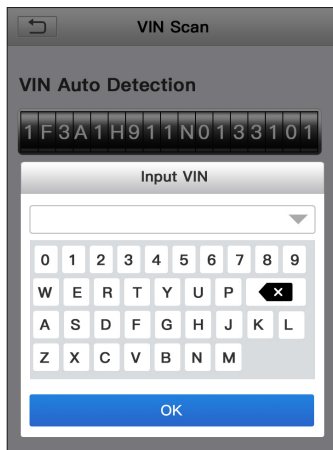 VIN Scan
VIN Auto Detection
1F3A1H911N0133101
Input VIN
0 1 2 3 4 5 6 7 8 9
W E R T Y U P
A S D F G H J K L
Z X C V B N M
OK